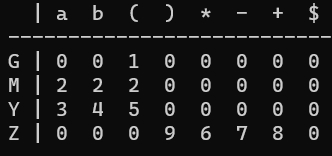 | a  b  (  )  *  -  +  $
--------------------------
G | 0  0  1  0  0  0  0  0
M | 2  2  2  0  0  0  0  0
Y | 3  4  5  0  0  0  0  0
Z | 0  0  0  9  6  7  8  0